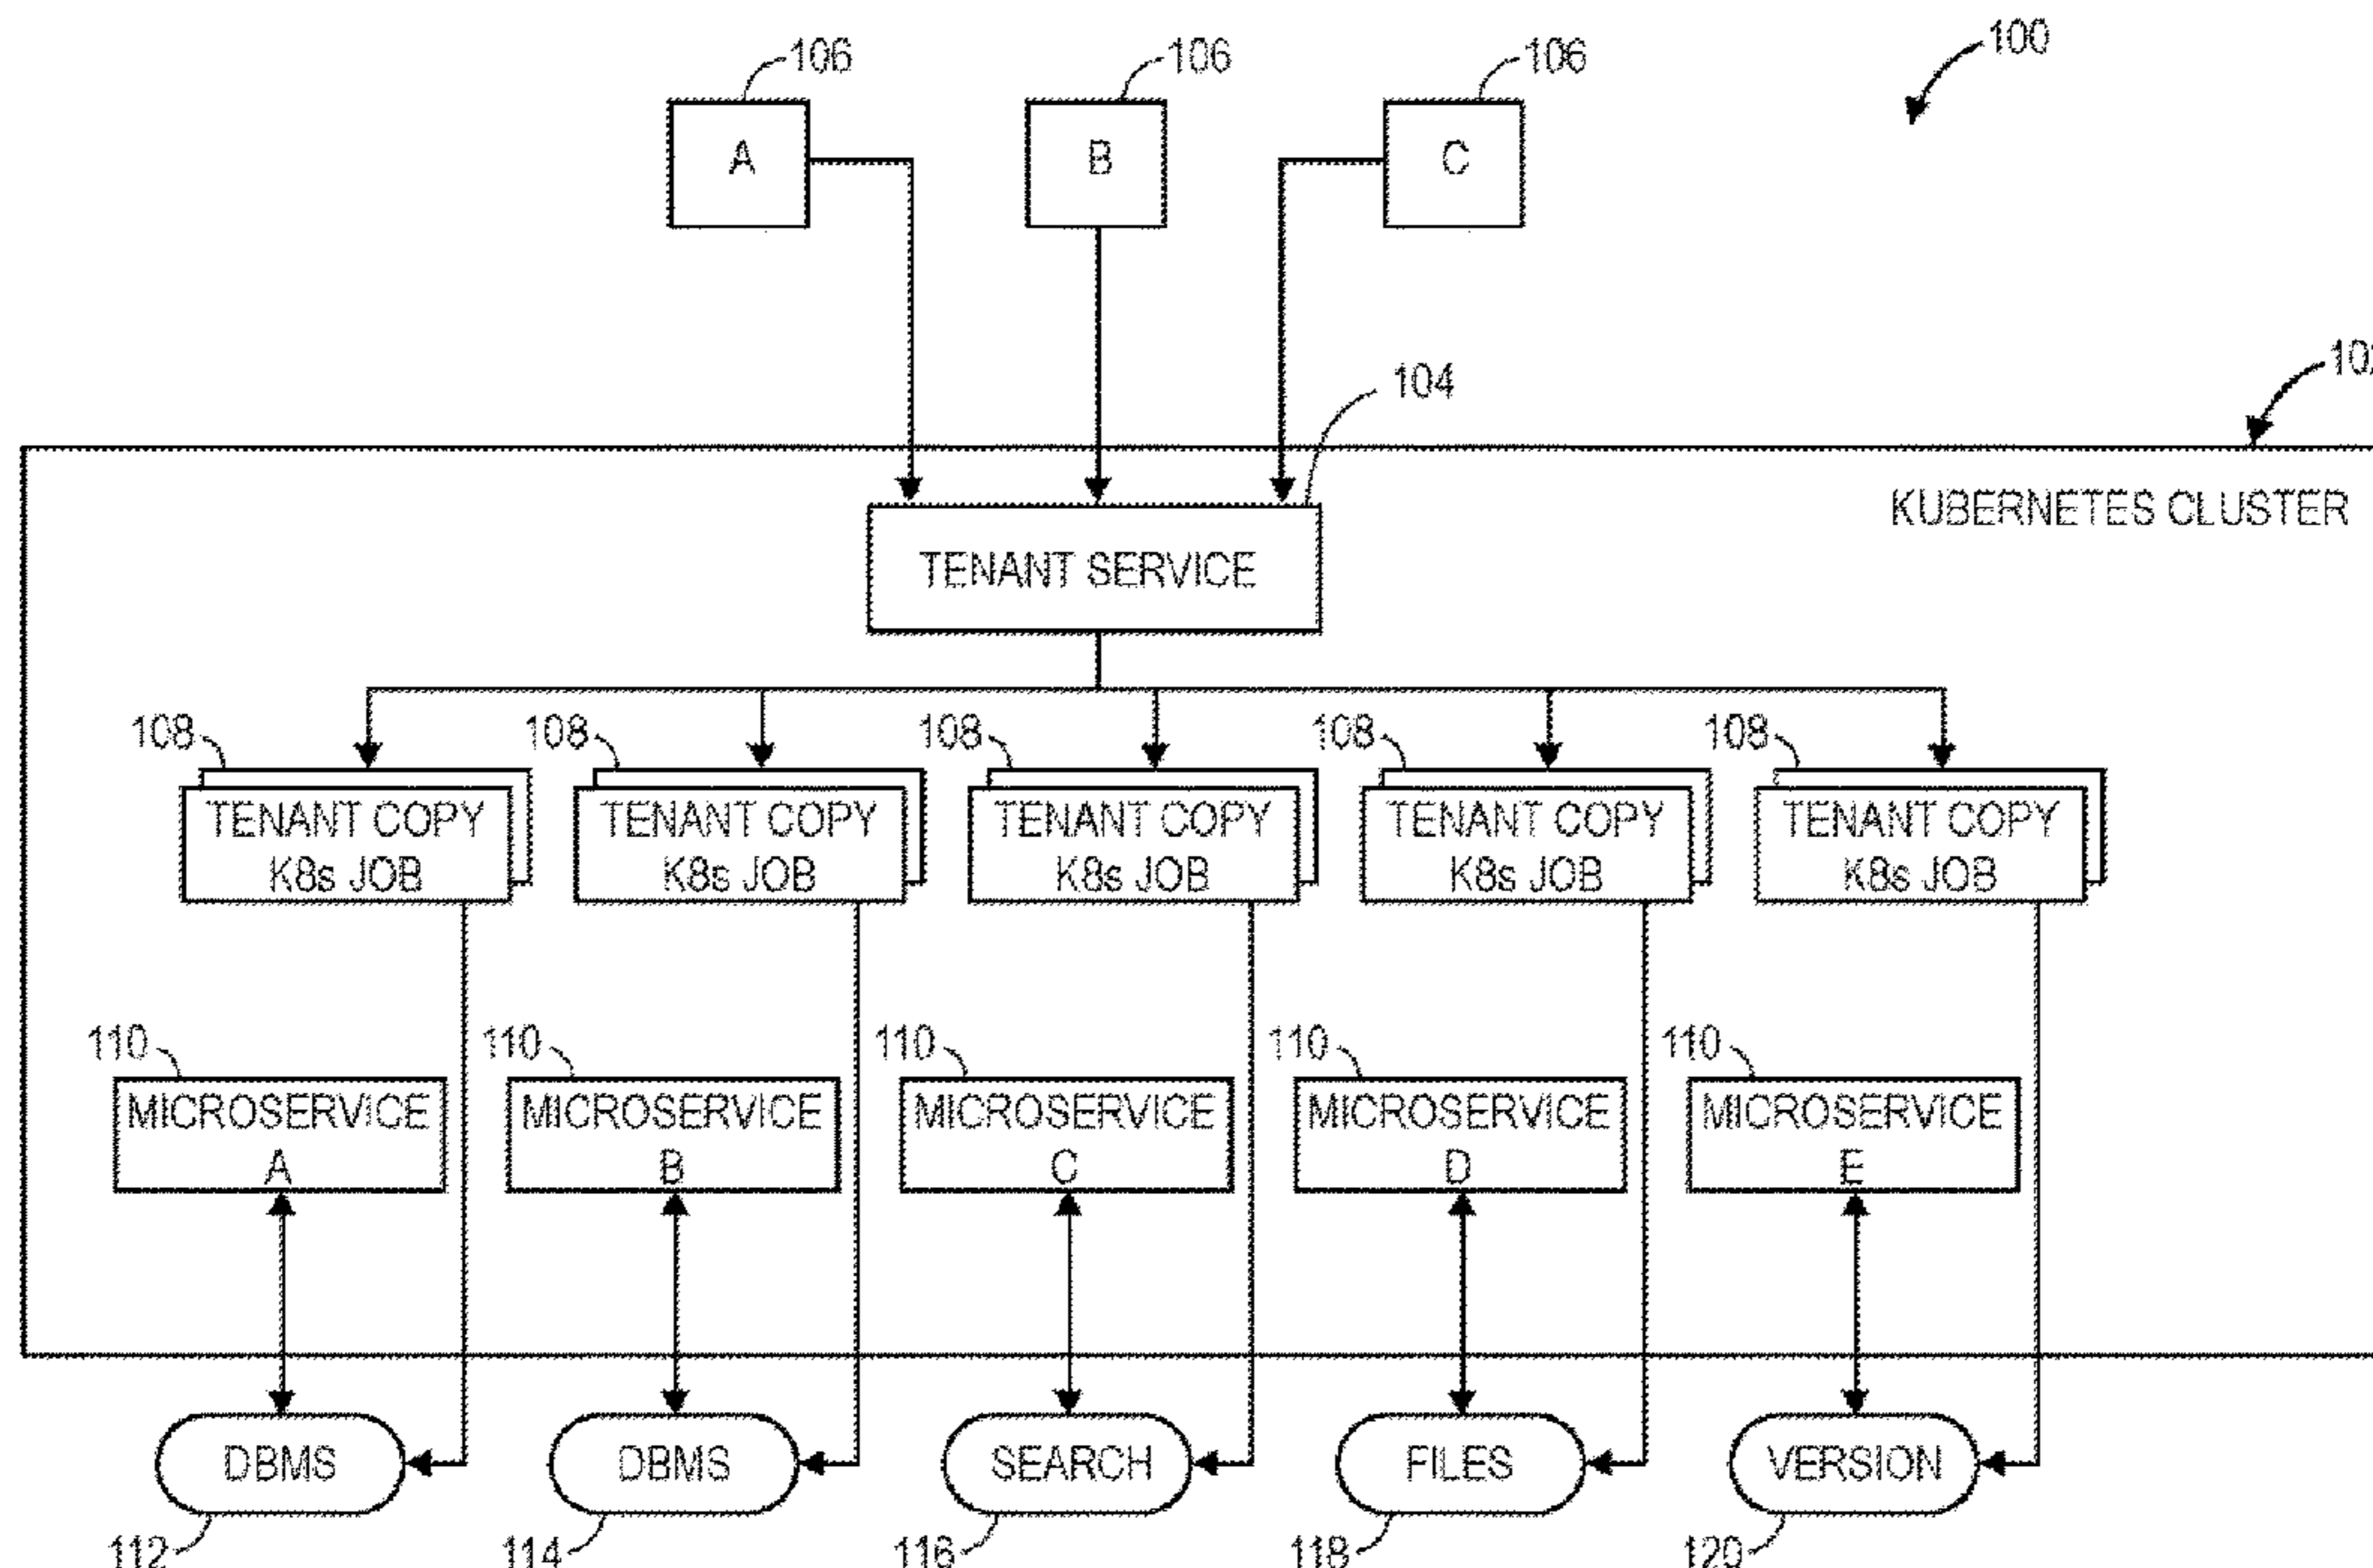 106
106
106
100
A
B
C
104
KUBERNETES CLUSTER
TENANT SERVICE
108
108
108
108
108
TENANT COPY
K8s JOB
TENANT COPY
K8s JOB
TENANT COPY
K8s JOB
TENANT COPY
K8s JOB
TENANT COPY
K8s JOB
110
110
110
110
110
MICROSERVICE
A
MICROSERVICE
B
MICROSERVICE
C
MICROSERVICE
D
MICROSERVICE
E
DBMS
DBMS
SEARCH
FILES
VERSION
112
114
116
118
120